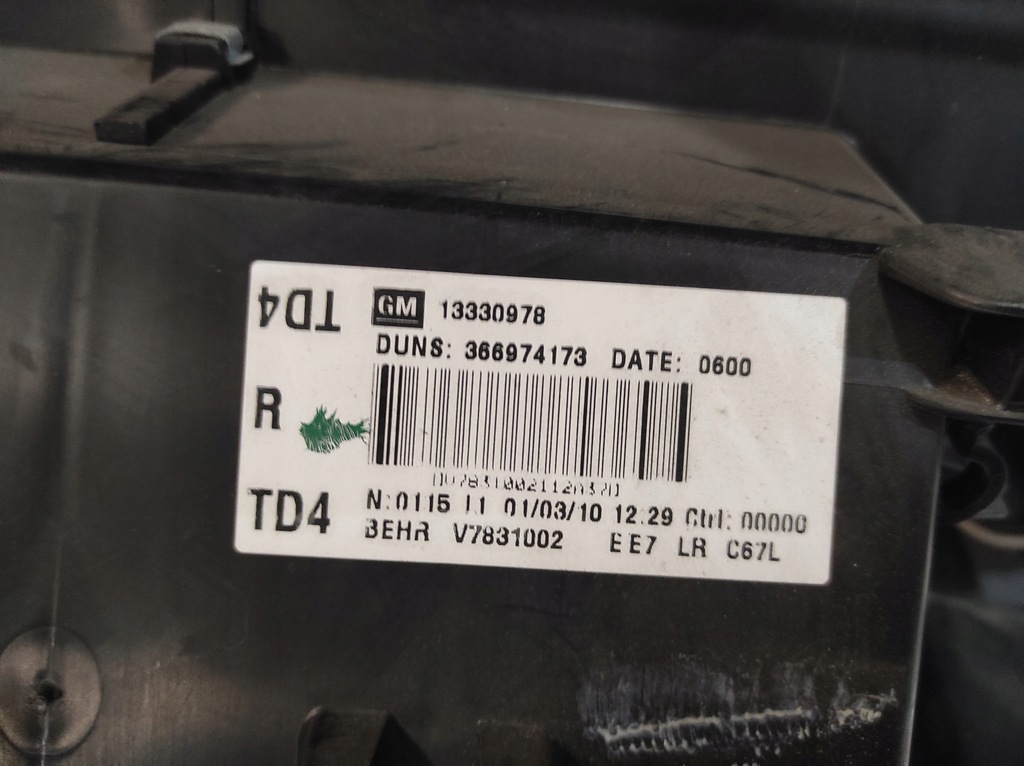 TD4
GM 13330978
DUNS: 366974173 DATE: 0600
R
N:0115 11 01/03/10 12.29 Ctrl: 00000
TD4
BEHR V7831002 EE7 LR C67L